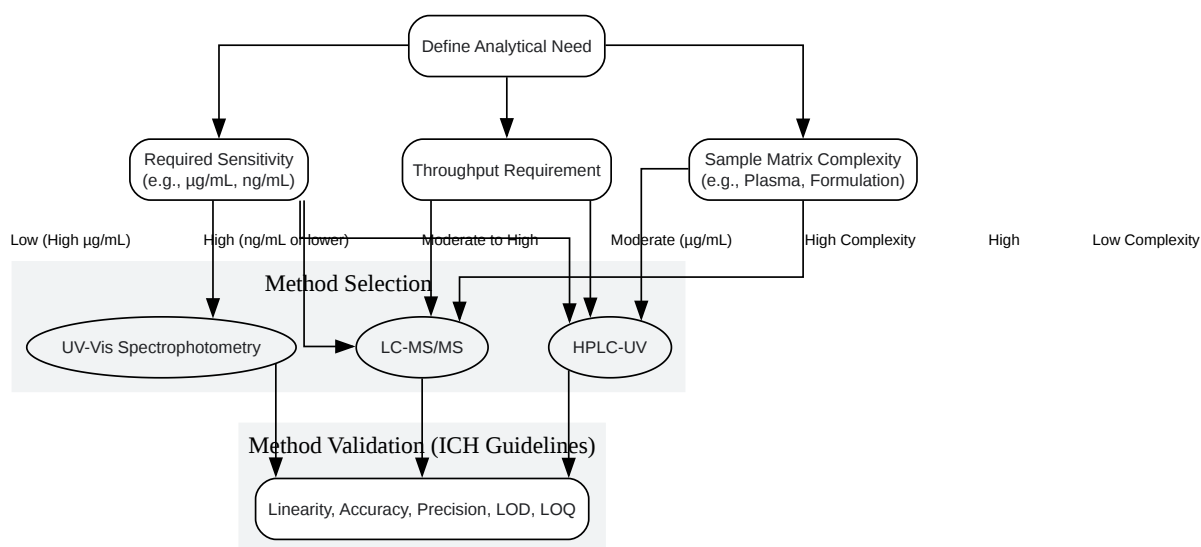 Define Analytical Need
Required Sensitivity
(e.g., µg/mL, ng/mL)
Throughput Requirement
Sample Matrix Complexity
(e.g., Plasma, Formulation)
Low (High µg/mL)
High (ng/mL or lower)
Moderate to High
Moderate (µg/mL)
High Complexity
High
Low Complexity
Method Selection
UV-Vis Spectrophotometry
LC-MS/MS
HPLC-UV
Method Validation (ICH Guidelines)
Linearity, Accuracy, Precision, LOD, LOQ